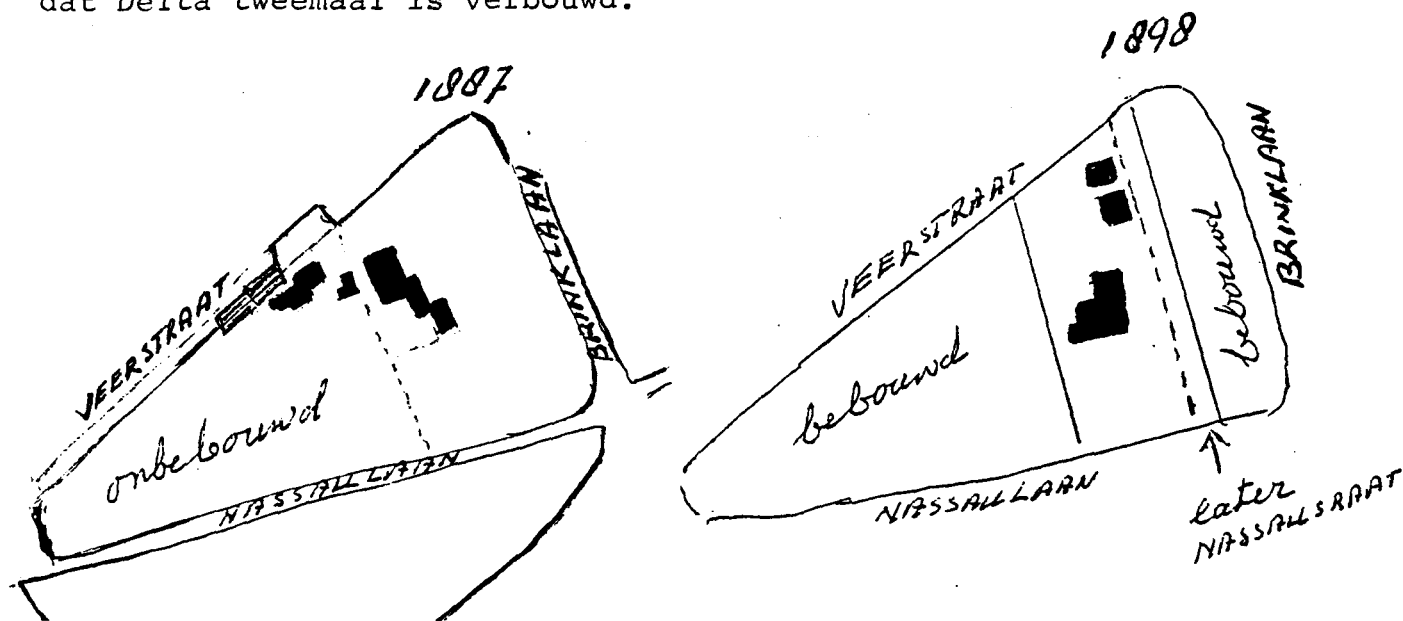 dat Delta tweemaal is verbouwd.
1887
VEERSTRAAT
BRINKLAAN
onbebouwd
NASSAULAAN
1898
VEERSTRAAT
BRINKLAAN
bebouwd
bebouwd
NASSAULAAN
later
NASSAUSRAAT